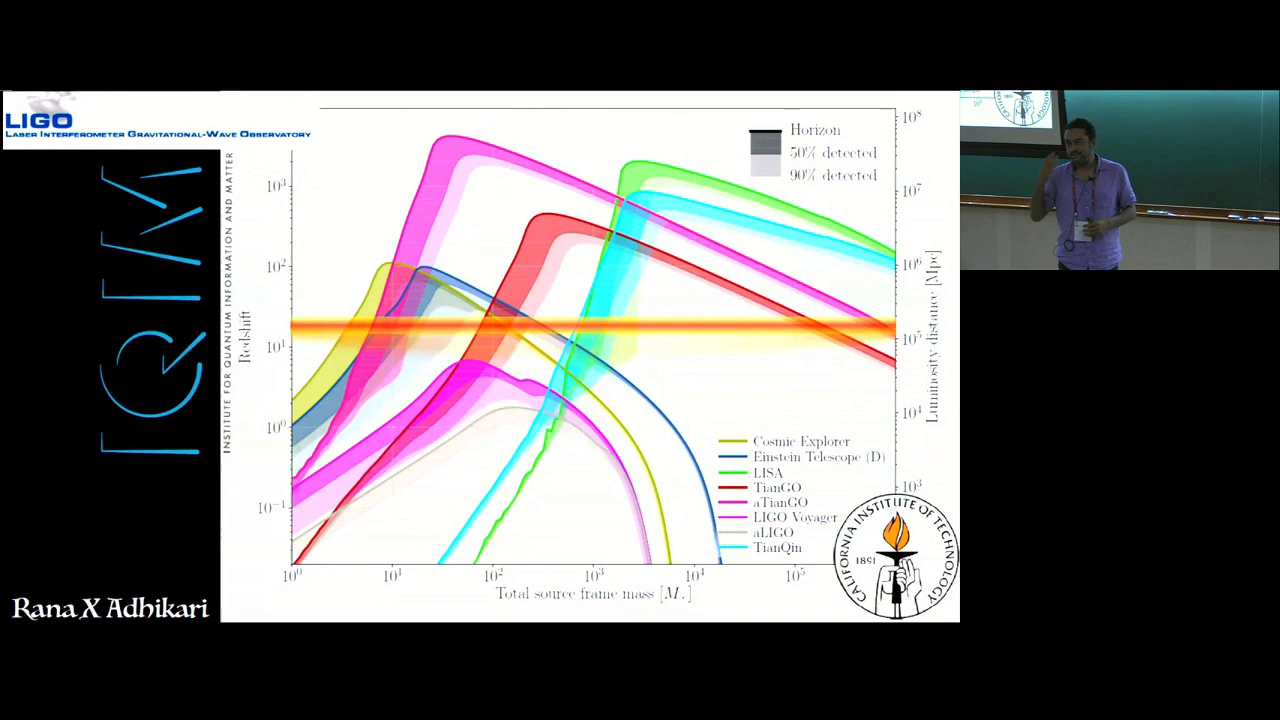 LIGO
LASER INTERFEROMETER GRAVITATIONAL-WAVE OBSERVATORY
IQIM
INSTITUTE FOR QUANTUM INFORMATION AND MATTER
Rana X Adhikari
Horizon
50% detected
90% detected
10³
10²
10¹
10⁰
10⁻¹
Redshift
10⁸
10⁷
10⁶
10⁵
10⁴
10³
Luminosity distance [Mpc]
Cosmic Explorer
Einstein Telescope (D)
LISA
TianGO
aTianGO
LIGO Voyager
aLIGO
TianQin
10⁰ 10¹ 10² 10³ 10⁴ 10⁵
Total source frame mass [M.]
CALIFORNIA INSTITUTE OF TECHNOLOGY
1891